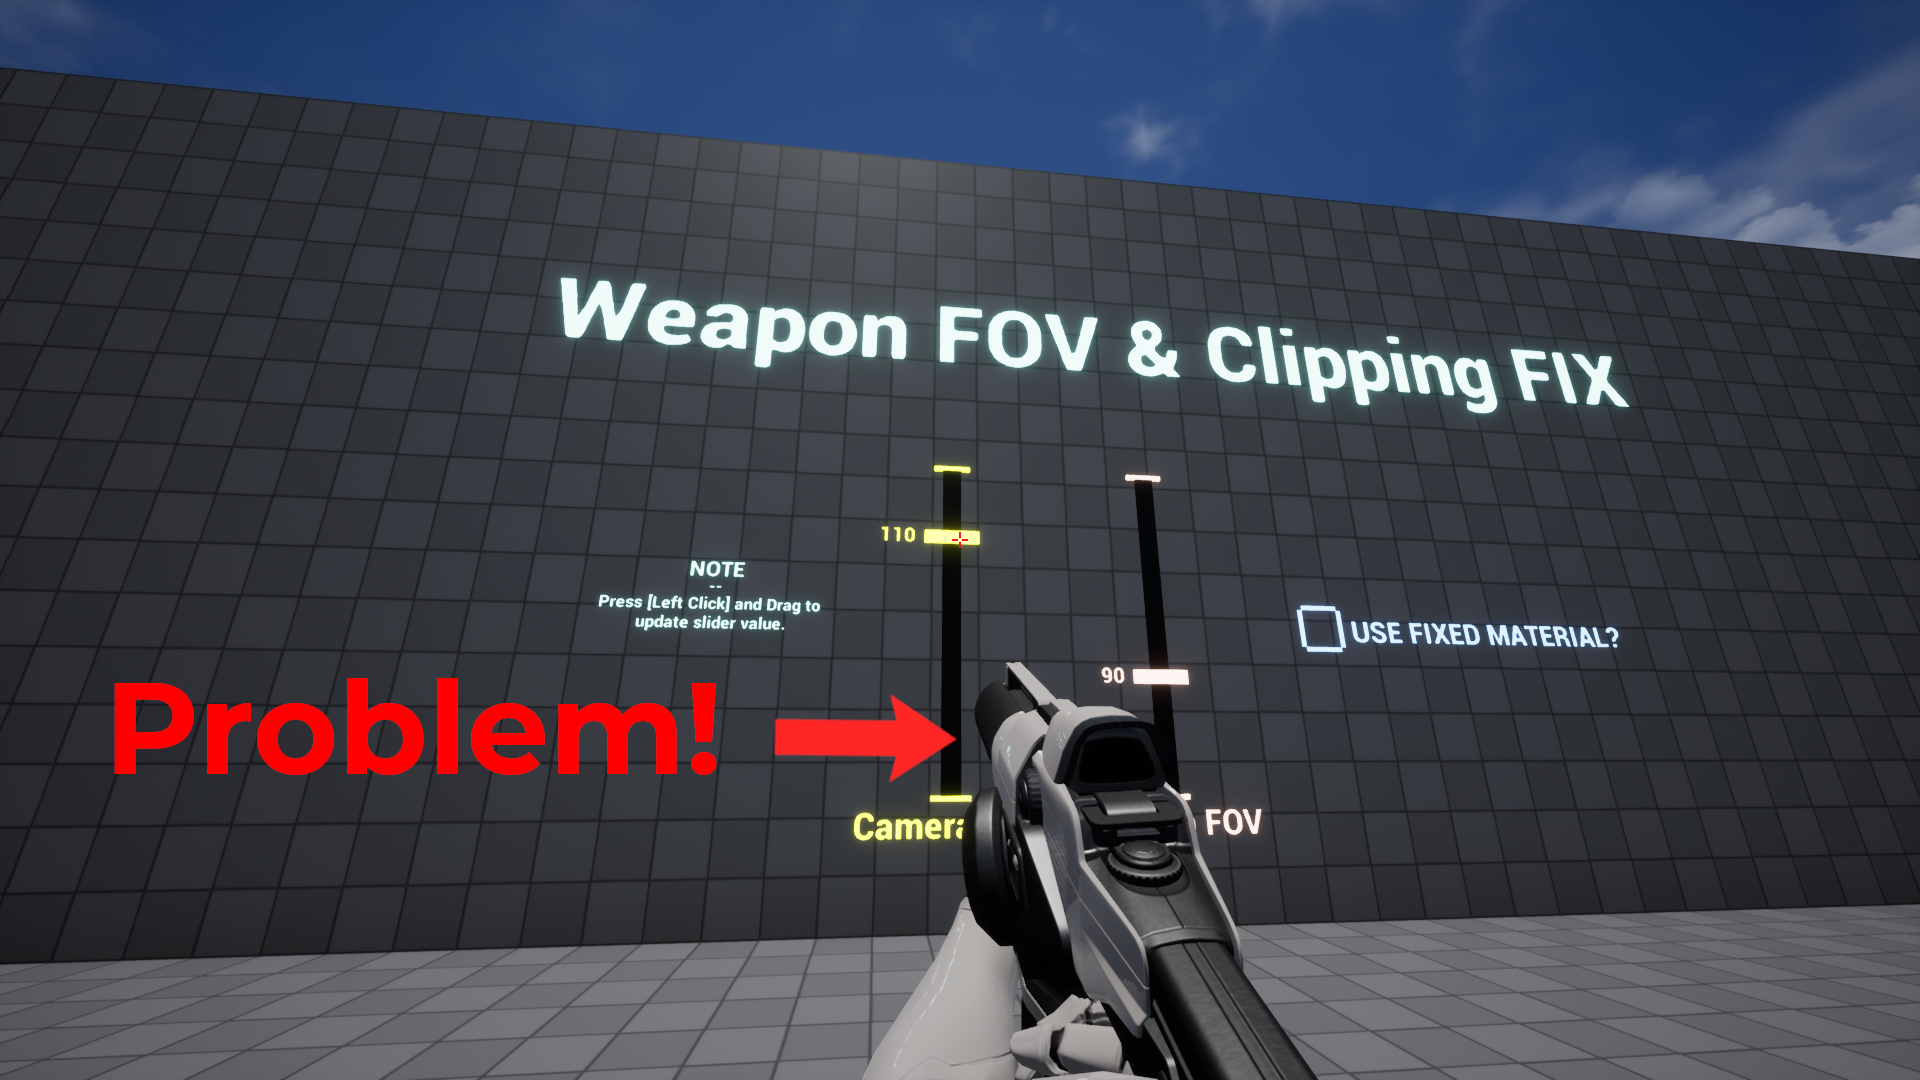 Weapon FOV & Clipping FIX
110
NOTE
--
Press [Left Click] and Drag to
update slider value.
USE FIXED MATERIAL?
90
Problem!
Camera
FOV